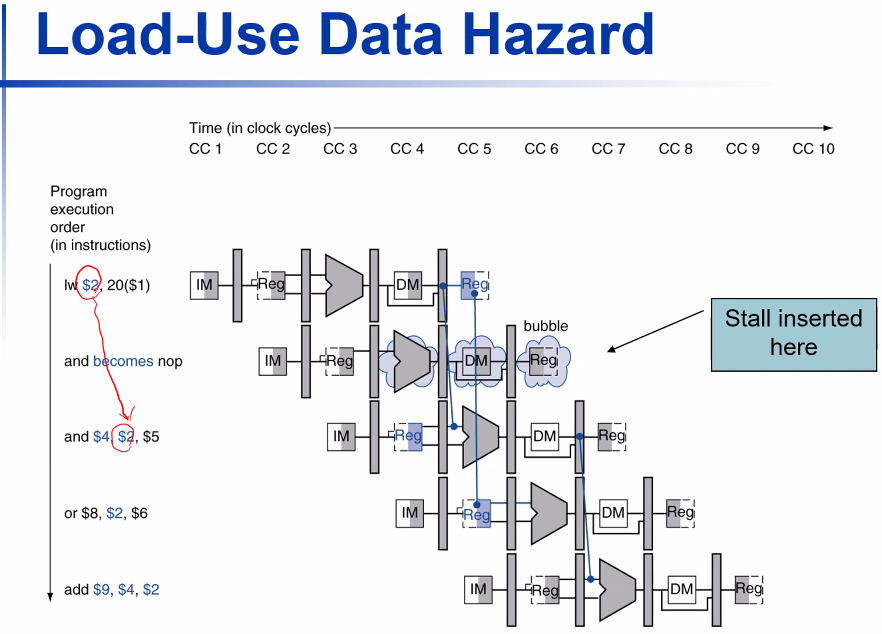 Load-Use Data Hazard
Time (in clock cycles)
CC 1 CC 2 CC 3 CC 4 CC 5 CC 6 CC 7 CC 8 CC 9 CC 10
Program
execution
order
(in instructions)
lw $2, 20($1)
IM Reg DM Reg
bubble
Stall inserted
here
and becomes nop
IM Reg DM Reg
and $4, $2, $5
IM Reg DM Reg
or $8, $2, $6
IM Reg DM Reg
add $9, $4, $2
IM Reg DM Reg